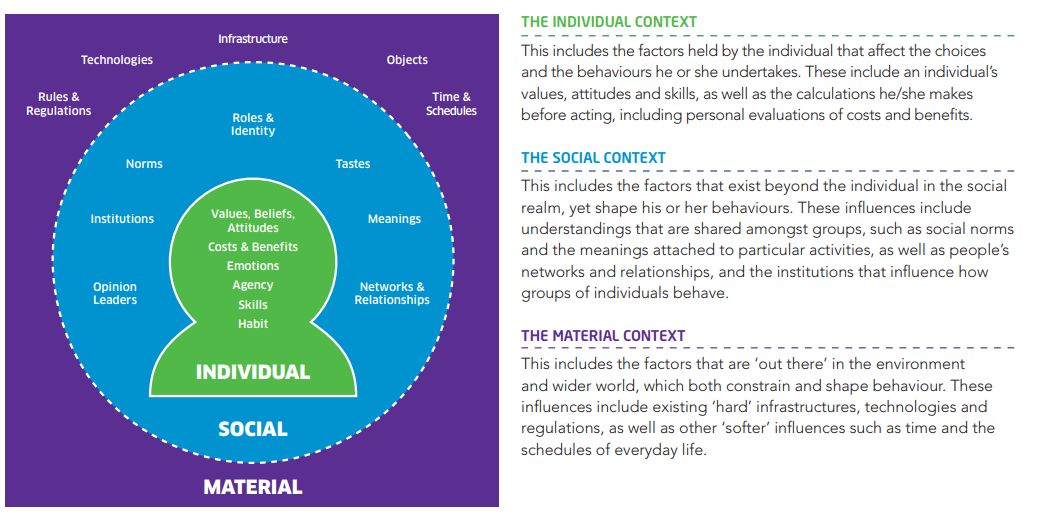 Infrastructure
Technologies
Objects
Rules &
Regulations
Time &
Schedules
Roles &
Identity
Norms
Tastes
Institutions
Meanings
Opinion
Leaders
Networks &
Relationships
Values, Beliefs,
Attitudes
Costs & Benefits
Emotions
Agency
Skills
Habit
INDIVIDUAL
SOCIAL
MATERIAL
THE INDIVIDUAL CONTEXT
This includes the factors held by the individual that affect the choices
and the behaviours he or she undertakes. These include an individual’s
values, attitudes and skills, as well as the calculations he/she makes
before acting, including personal evaluations of costs and benefits.
THE SOCIAL CONTEXT
This includes the factors that exist beyond the individual in the social
realm, yet shape his or her behaviours. These influences include
understandings that are shared amongst groups, such as social norms
and the meanings attached to particular activities, as well as people’s
networks and relationships, and the institutions that influence how
groups of individuals behave.
THE MATERIAL CONTEXT
This includes the factors that are ‘out there’ in the environment
and wider world, which both constrain and shape behaviour. These
influences include existing ‘hard’ infrastructures, technologies and
regulations, as well as other ‘softer’ influences such as time and the
schedules of everyday life.